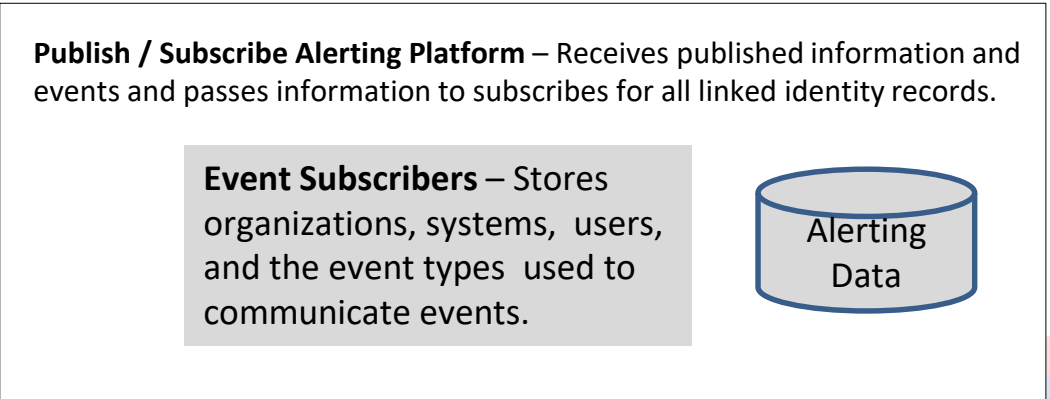 Publish / Subscribe Alerting Platform – Receives published information and
events and passes information to subscribes for all linked identity records.
Event Subscribers – Stores
organizations, systems,  users,
and the event types  used to
communicate events.
Alerting
Data